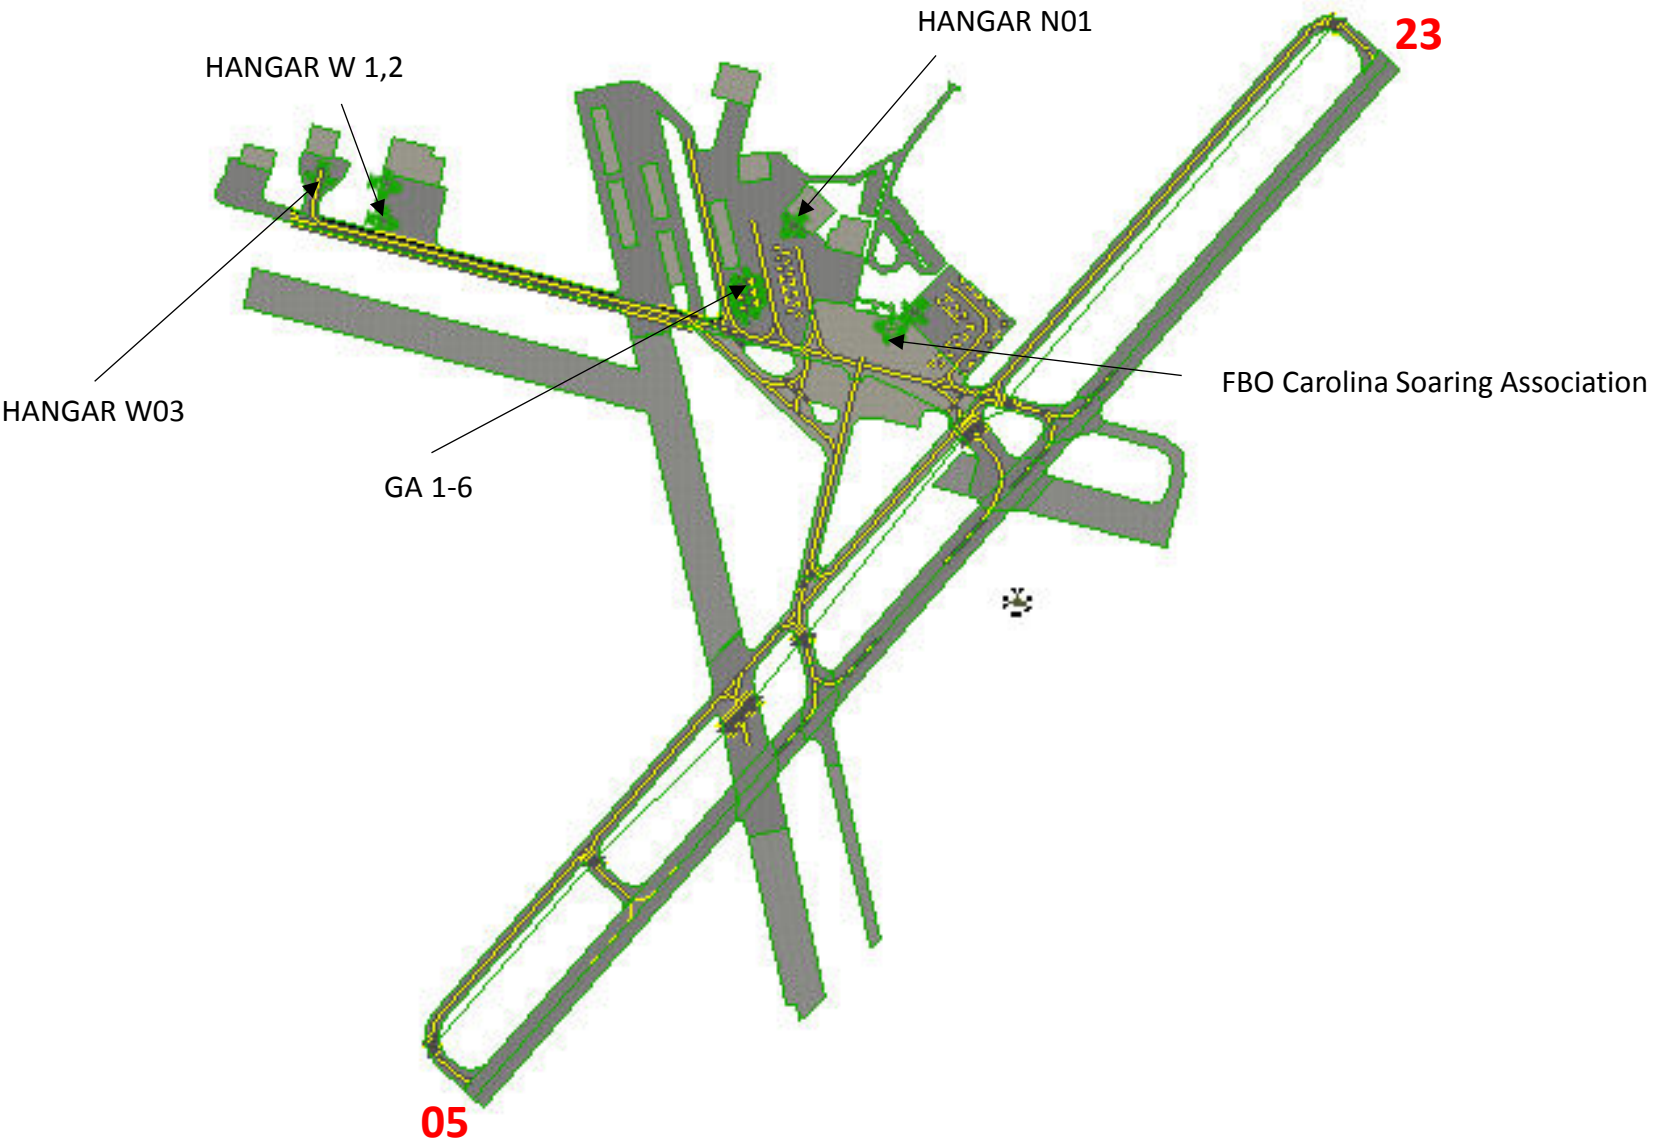 HANGAR N01
23
HANGAR W 1,2
FBO Carolina Soaring Association
HANGAR W03
GA 1-6
05